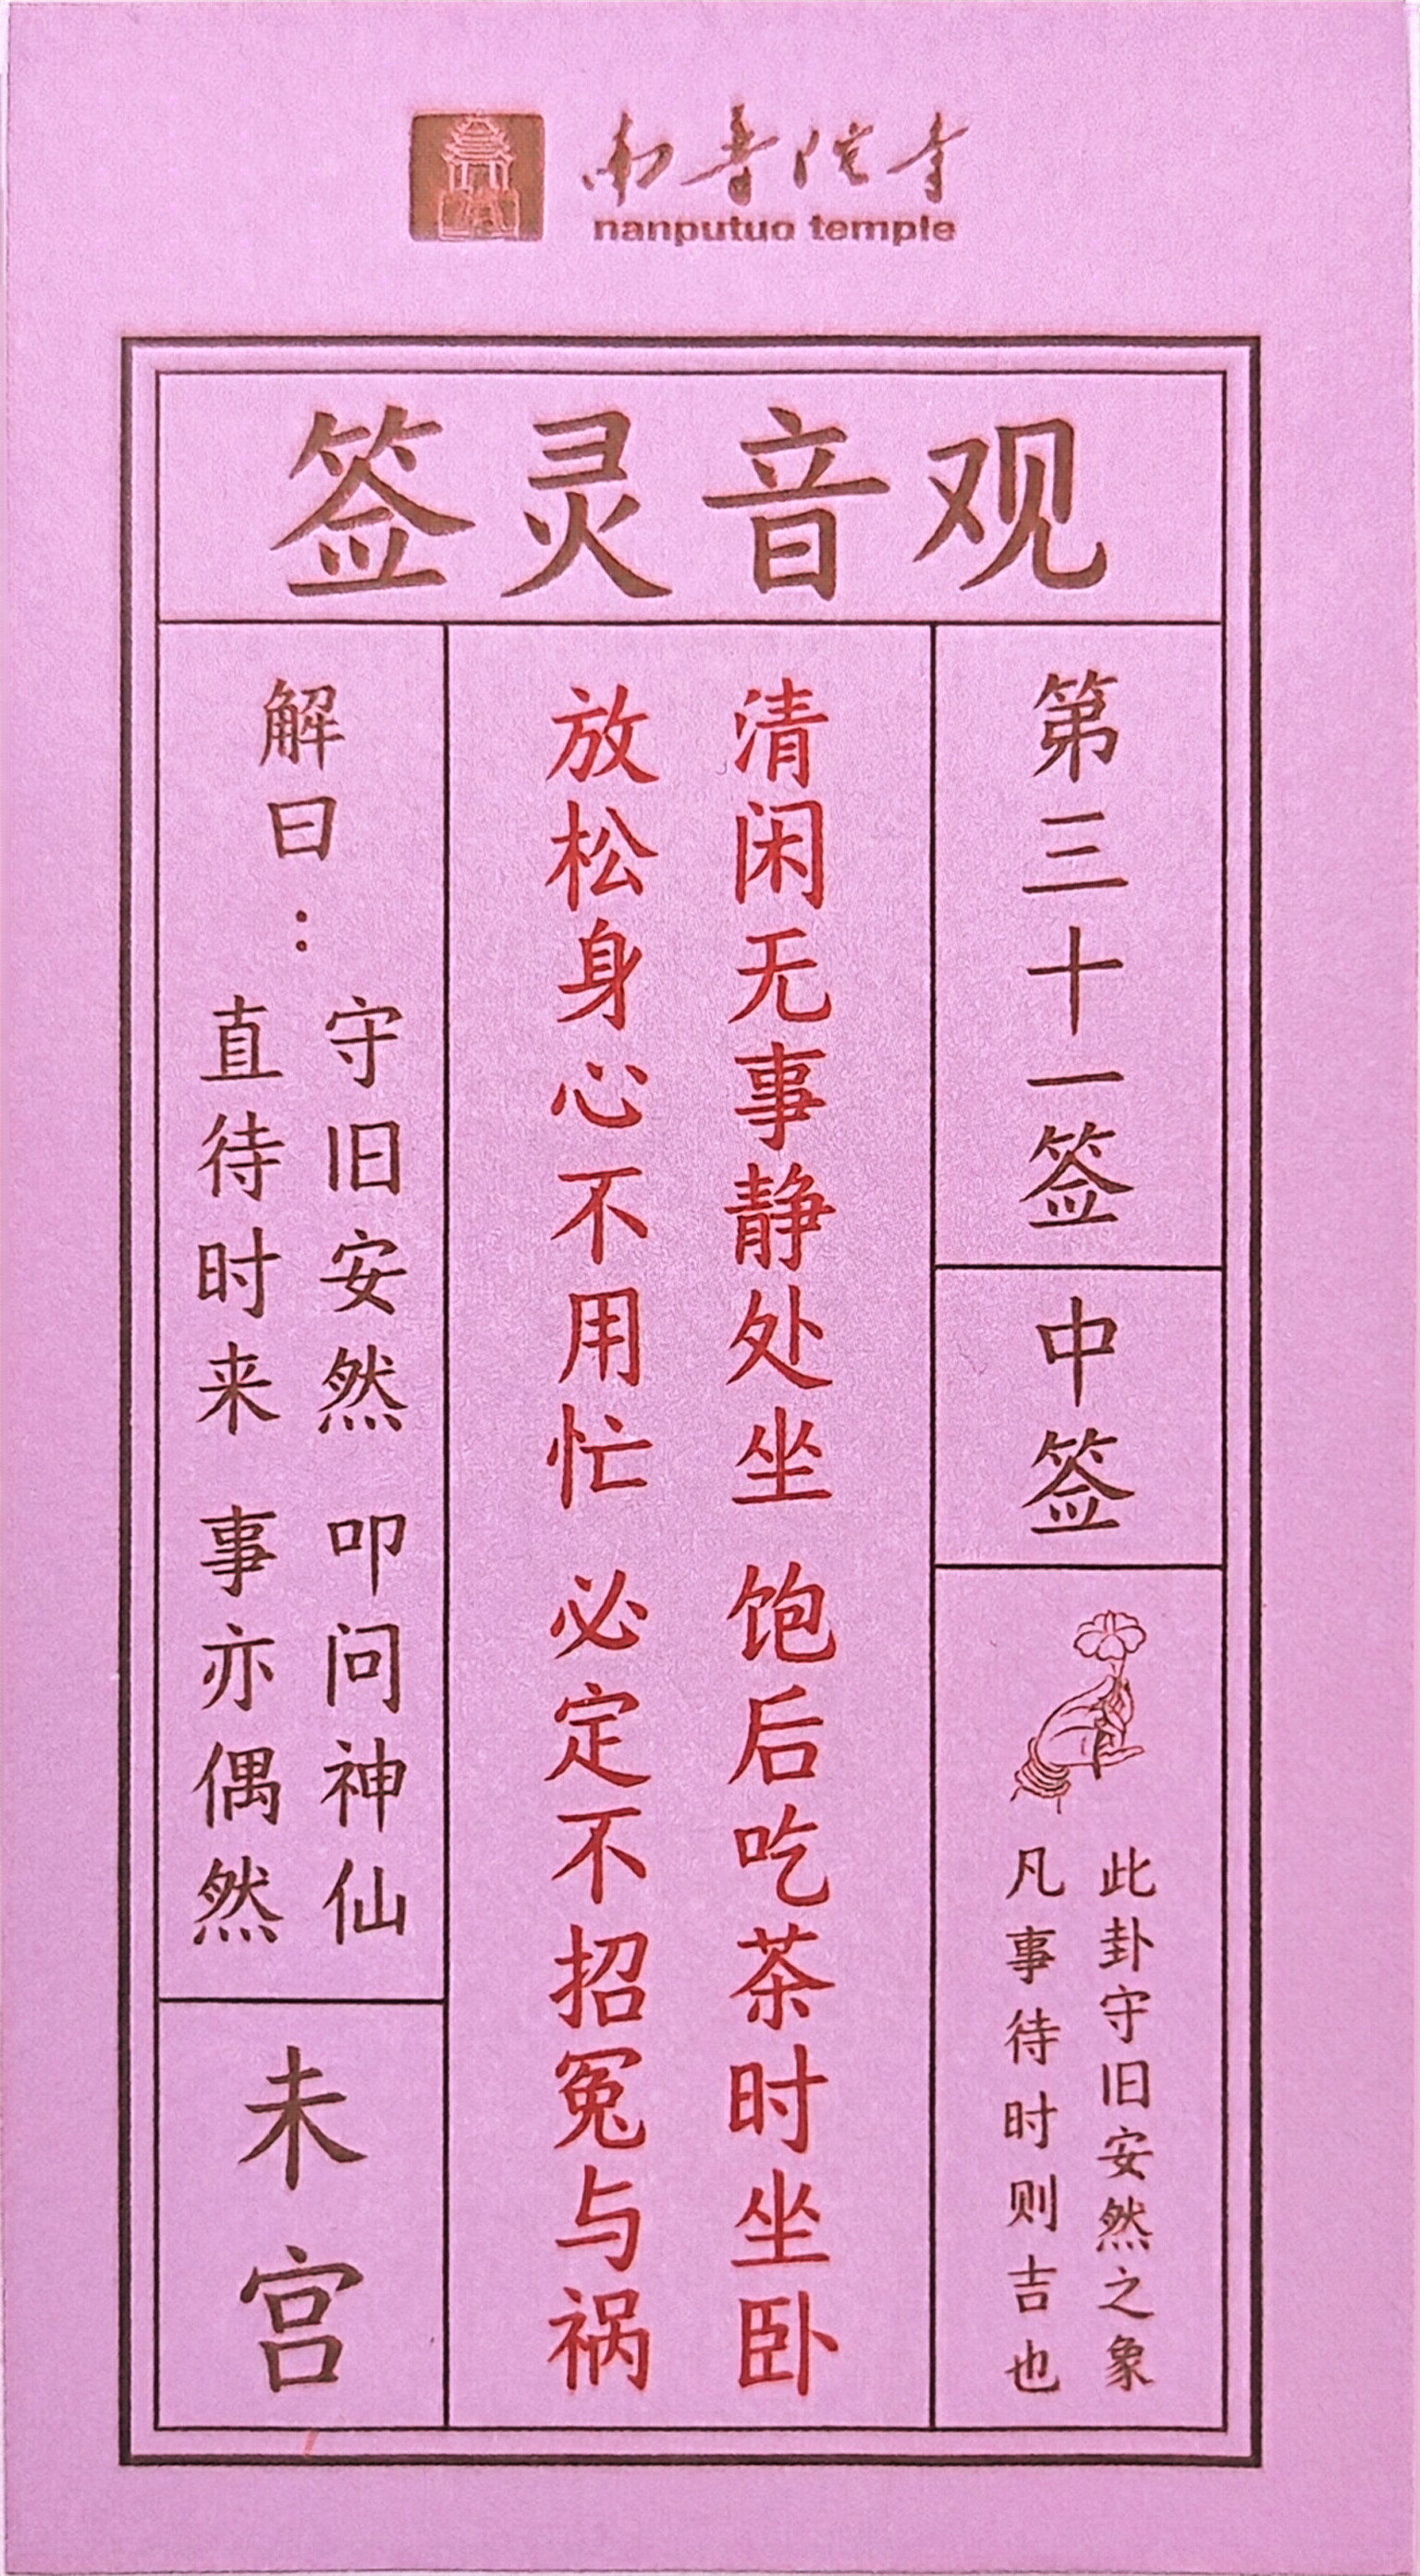 南普陀寺
nanputuo temple
观音灵签
第三十一签
中签
此卦守旧安然之象
凡事待时则吉也
清闲无事静处坐 饱后吃茶时坐卧
放松身心不用忙 必定不招冤与祸
解曰：
守旧安然 叩问神仙
直待时来 事亦偶然
未宫